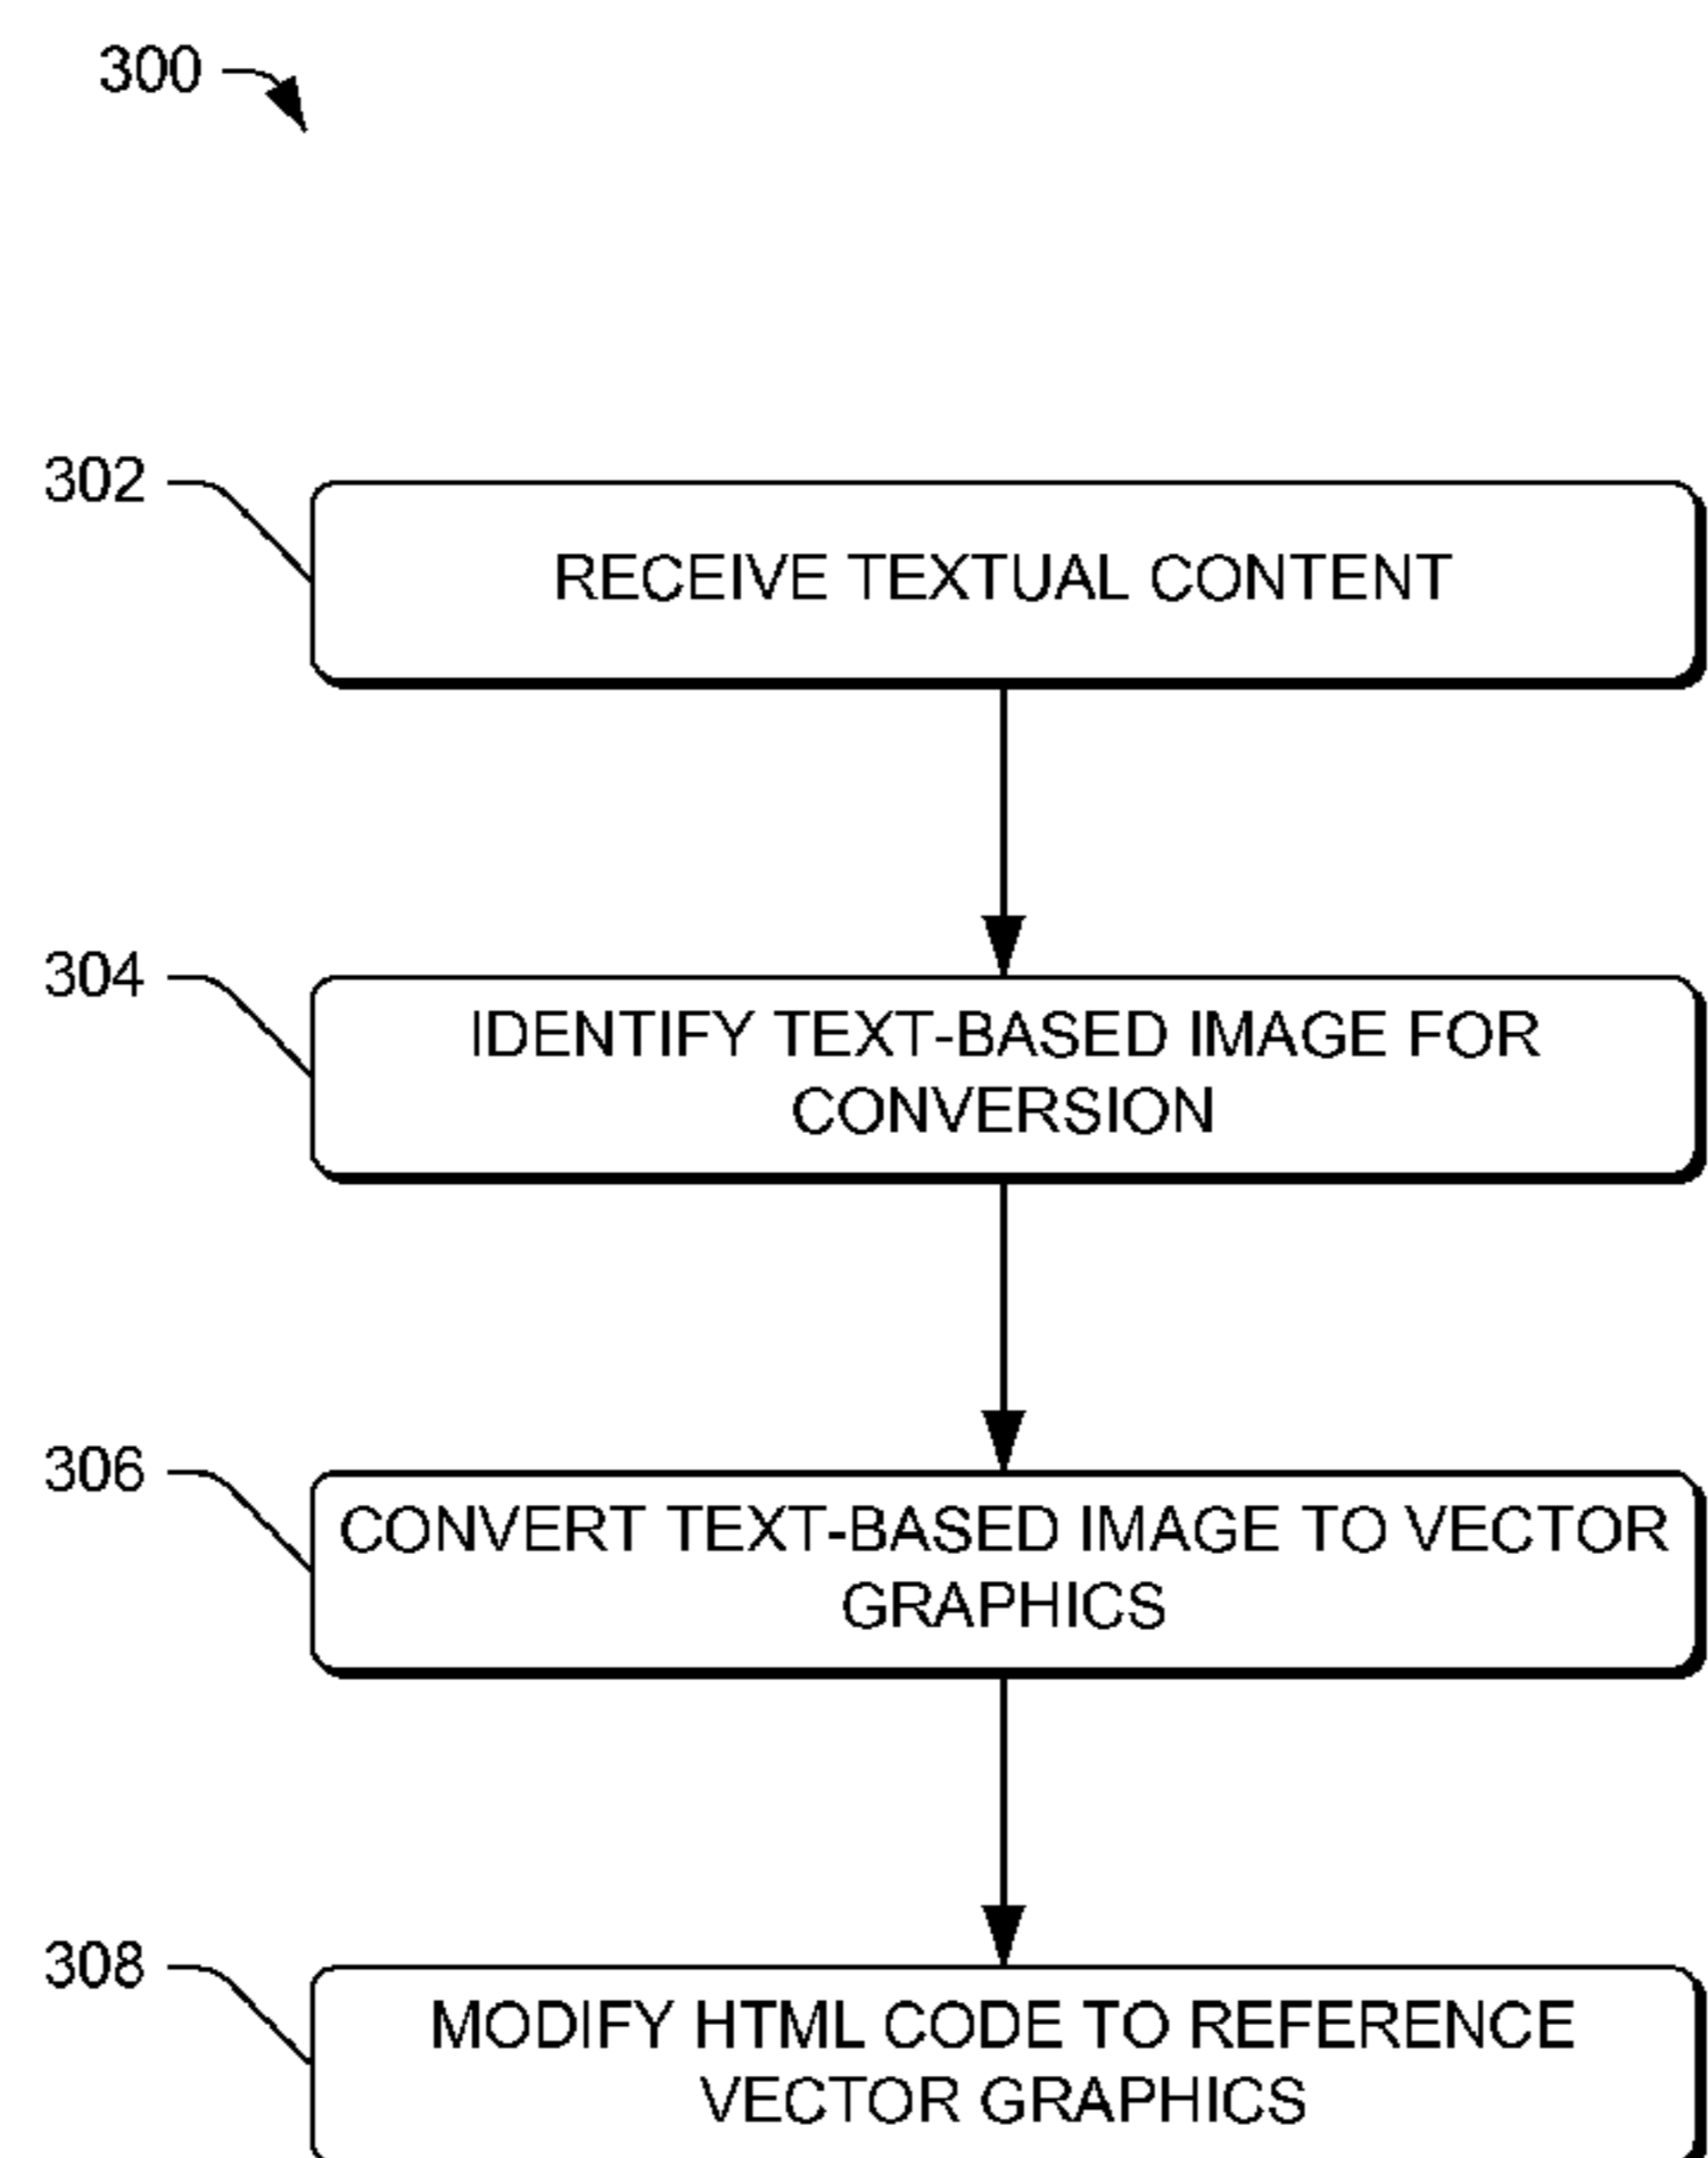 300
302
RECEIVE TEXTUAL CONTENT
304
IDENTIFY TEXT-BASED IMAGE FOR
CONVERSION
306
CONVERT TEXT-BASED IMAGE TO VECTOR
GRAPHICS
308
MODIFY HTML CODE TO REFERENCE
VECTOR GRAPHICS